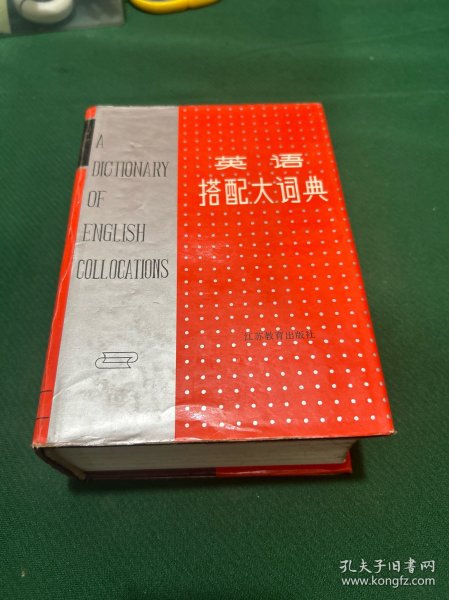 A
DICTIONARY
OF
ENGLISH
COLLOCATIONS
英语
搭配大词典
江苏教育出版社
孔夫子旧书网
www.kongfz.com